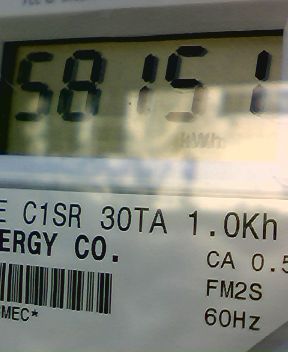 58151
kWh
E C1SR 30TA 1.0Kh
ERGY CO.
CA 0.5
FM2S
MEC*
60Hz